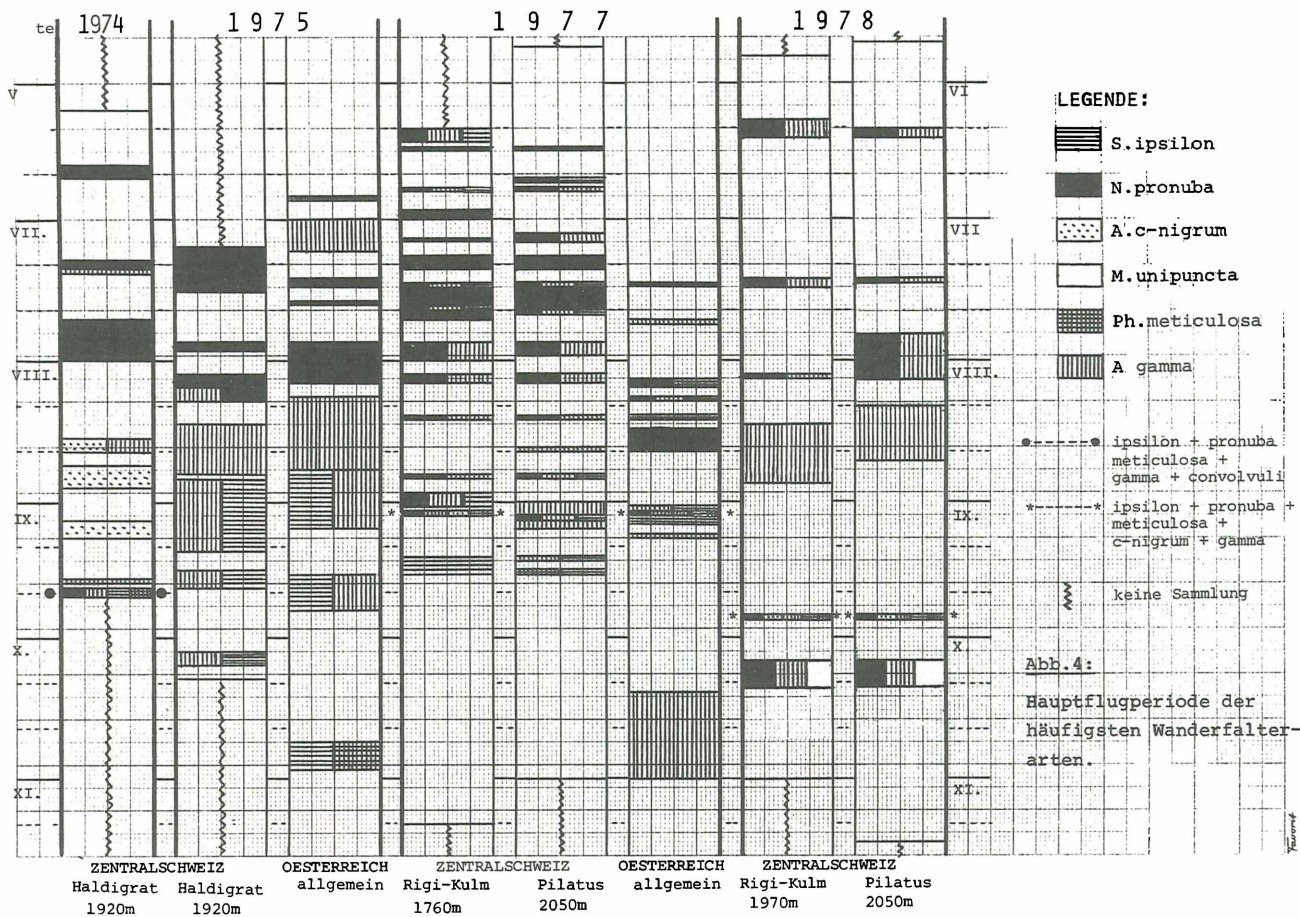 te 1974 1 9 7 5 1 9 7 7 1 9 7 8
V VI
VII. VII
VIII. VIII.
IX. IX.
X. X.
XI. XI.
* * * *
* ** *
LEGENDE:
S.ipsilon
N.pronuba
A.c-nigrum
M.unipuncta
Ph.meticulosa
A gamma
●-----● ipsilon + pronuba
meticulosa +
gamma + convolvuli
*-----* ipsilon + pronuba +
meticulosa +
c-nigrum + gamma
keine Sammlung
Abb.4:
Hauptflugperiode der
häufigsten Wanderfalter-
arten.
Favorit
ZENTRALSCHWEIZ OESTERREICH ZENTRALSCHWEIZ OESTERREICH ZENTRALSCHWEIZ
Haldigrat Haldigrat allgemein Rigi-Kulm Pilatus allgemein Rigi-Kulm Pilatus
1920m 1920m 1760m 2050m 1970m 2050m